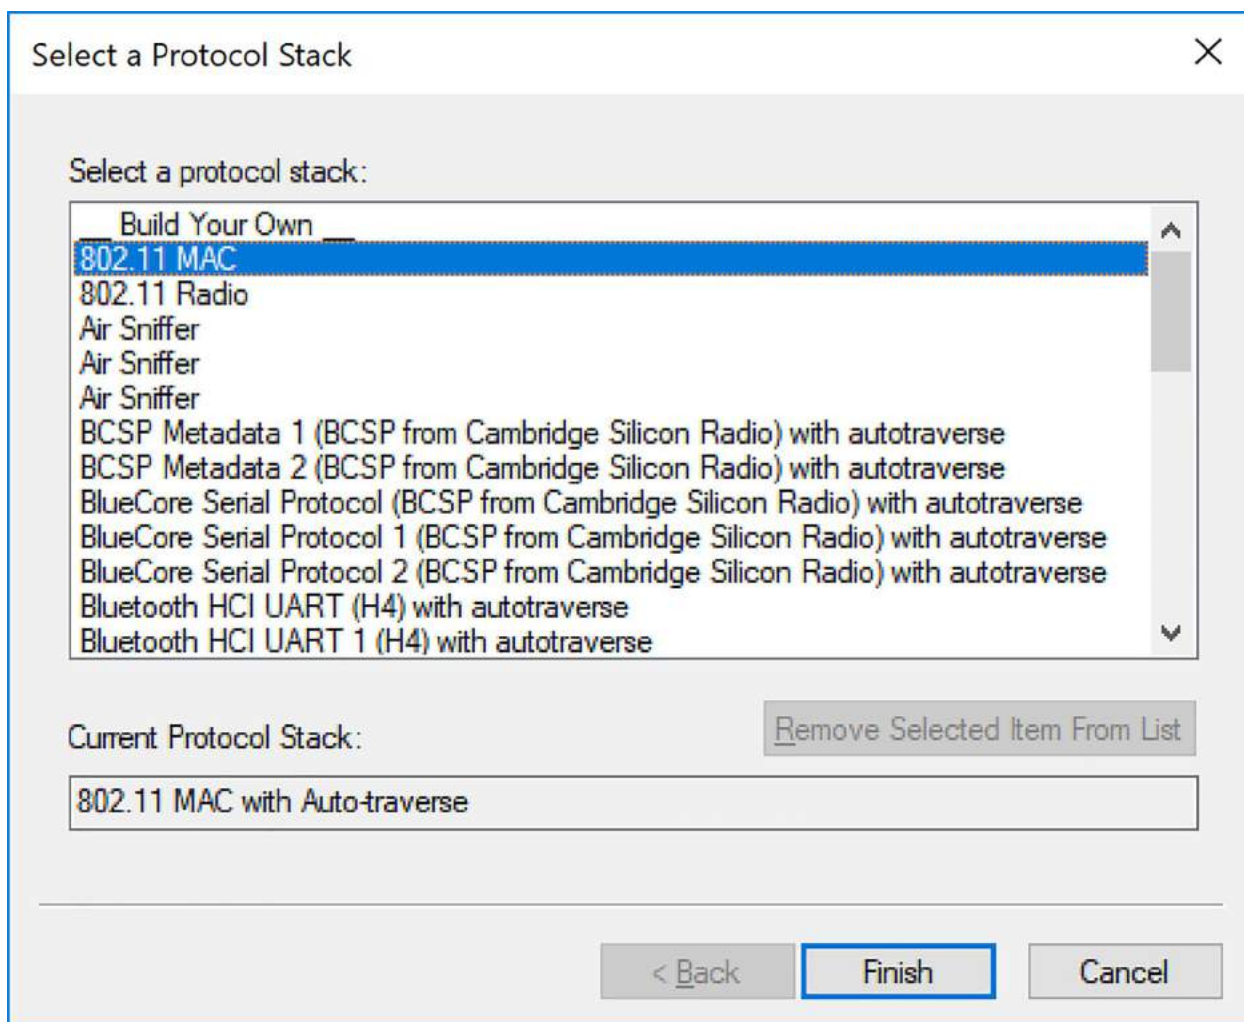 Select a Protocol Stack
Select a protocol stack:
__ Build Your Own __
802.11 MAC
802.11 Radio
Air Sniffer
Air Sniffer
Air Sniffer
BCSP Metadata 1 (BCSP from Cambridge Silicon Radio) with autotraverse
BCSP Metadata 2 (BCSP from Cambridge Silicon Radio) with autotraverse
BlueCore Serial Protocol (BCSP from Cambridge Silicon Radio) with autotraverse
BlueCore Serial Protocol 1 (BCSP from Cambridge Silicon Radio) with autotraverse
BlueCore Serial Protocol 2 (BCSP from Cambridge Silicon Radio) with autotraverse
Bluetooth HCI UART (H4) with autotraverse
Bluetooth HCI UART 1 (H4) with autotraverse
Current Protocol Stack:
Remove Selected Item From List
802.11 MAC with Auto-traverse
< Back
Finish
Cancel